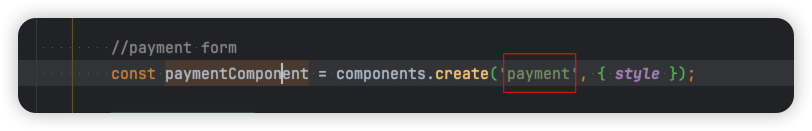 //payment form
const paymentComponent = components.create('payment', { style });